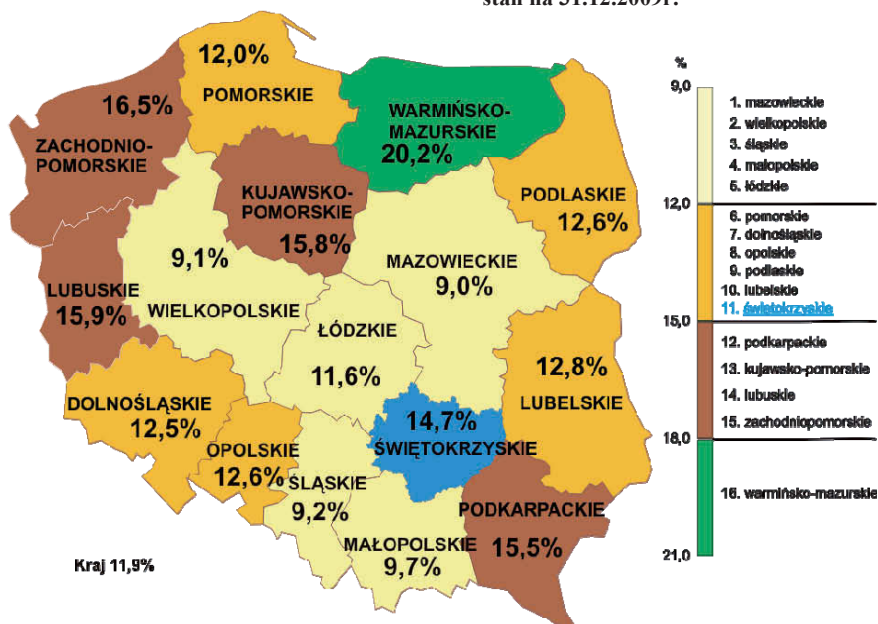 stan na 31.12.2009r.
12,0%
POMORSKIE
16,5%
ZACHODNIO-
POMORSKIE
WARMIŃSKO-
MAZURSKIE
20,2%
KUJAWSKO-
POMORSKIE
15,8%
PODLASKIE
12,6%
9,1%
WIELKOPOLSKIE
MAZOWIECKIE
9,0%
LUBUSKIE
15,9%
ŁÓDZKIE
11,6%
12,8%
LUBELSKIE
DOLNOŚLĄSKIE
12,5%
14,7%
ŚWIĘTOKRZYSKIE
OPOLSKIE
12,6%
ŚLĄSKIE
9,2%
PODKARPACKIE
15,5%
MAŁOPOLSKIE
9,7%
Kraj 11,9%
%
9,0
1. mazowieckie
2. wielkopolskie
3. śląskie
4. małopolskie
5. łódzkie
12,0
6. pomorskie
7. dolnośląskie
8. opolskie
9. podlaskie
10. lubelskie
11. świętokrzyskie
15,0
12. podkarpackie
13. kujawsko-pomorskie
14. lubuskie
15. zachodniopomorskie
18,0
16. warmińsko-mazurskie
21,0